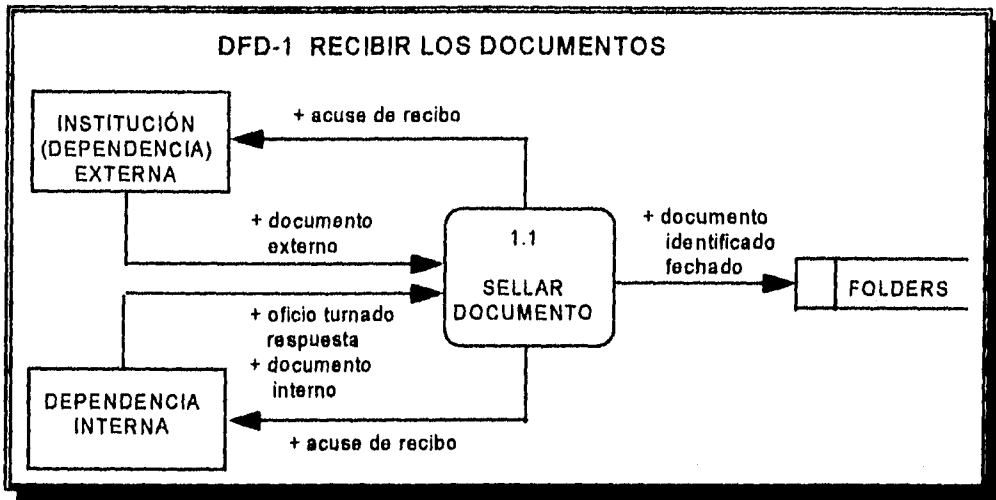 DFD-1 RECIBIR LOS DOCUMENTOS
INSTITUCIÓN
(DEPENDENCIA)
EXTERNA
+ acuse de recibo
+ documento
externo
1.1
SELLAR
DOCUMENTO
+ documento
identificado
fechado
FOLDERS
+ oficio turnado
respuesta
+ documento
interno
DEPENDENCIA
INTERNA
+ acuse de recibo